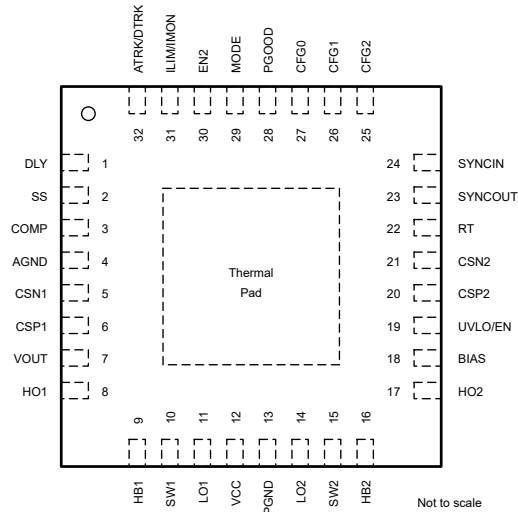 ATRK/DTRK
ILIM/IMON
EN2
MODE
PGOOD
CFG0
CFG1
CFG2
32
31
30
29
28
27
26
25
DLY 1
SS 2
COMP 3
AGND 4
CSN1 5
CSP1 6
VOUT 7
HO1 8
24 SYNCIN
23 SYNCOUT
22 RT
21 CSN2
20 CSP2
19 UVLO/EN
18 BIAS
17 HO2
Thermal
Pad
9
10
11
12
13
14
15
16
HB1
SW1
LO1
VCC
PGND
LO2
SW2
HB2
Not to scale